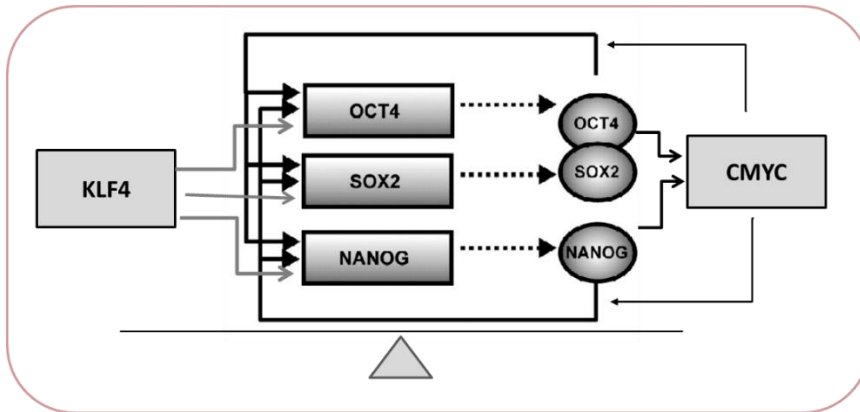 OCT4
OCT4
SOX2
SOX2
KLF4
CMYC
NANOG
NANOG